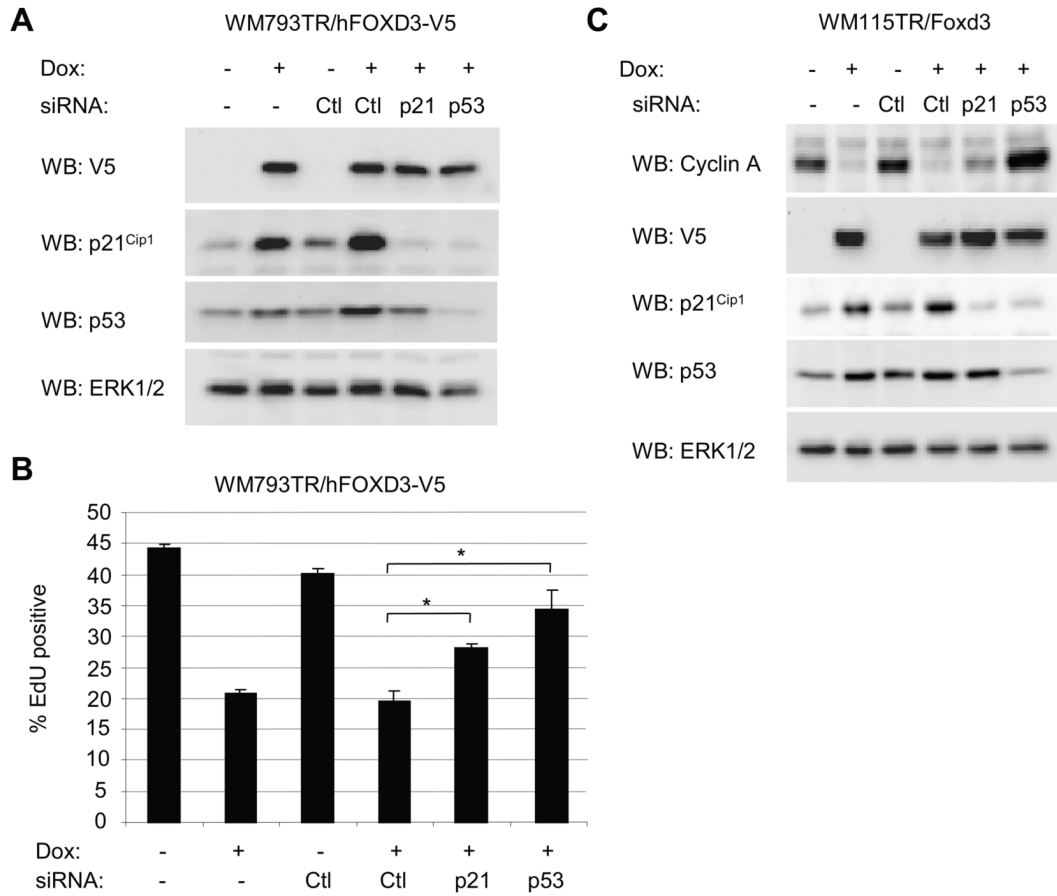 A
WM793TR/hFOXD3-V5
Dox: - + - + + +
siRNA: - - Ctl Ctl p21 p53
WB: V5
WB: p21Cip1
WB: p53
WB: ERK1/2
B
WM793TR/hFOXD3-V5
% EdU positive
50
45
40
35
30
25
20
15
10
5
0
*
*
Dox: - + - + + +
siRNA: - - Ctl Ctl p21 p53
C
WM115TR/Foxd3
Dox: - + - + + +
siRNA: - - Ctl Ctl p21 p53
WB: Cyclin A
WB: V5
WB: p21Cip1
WB: p53
WB: ERK1/2